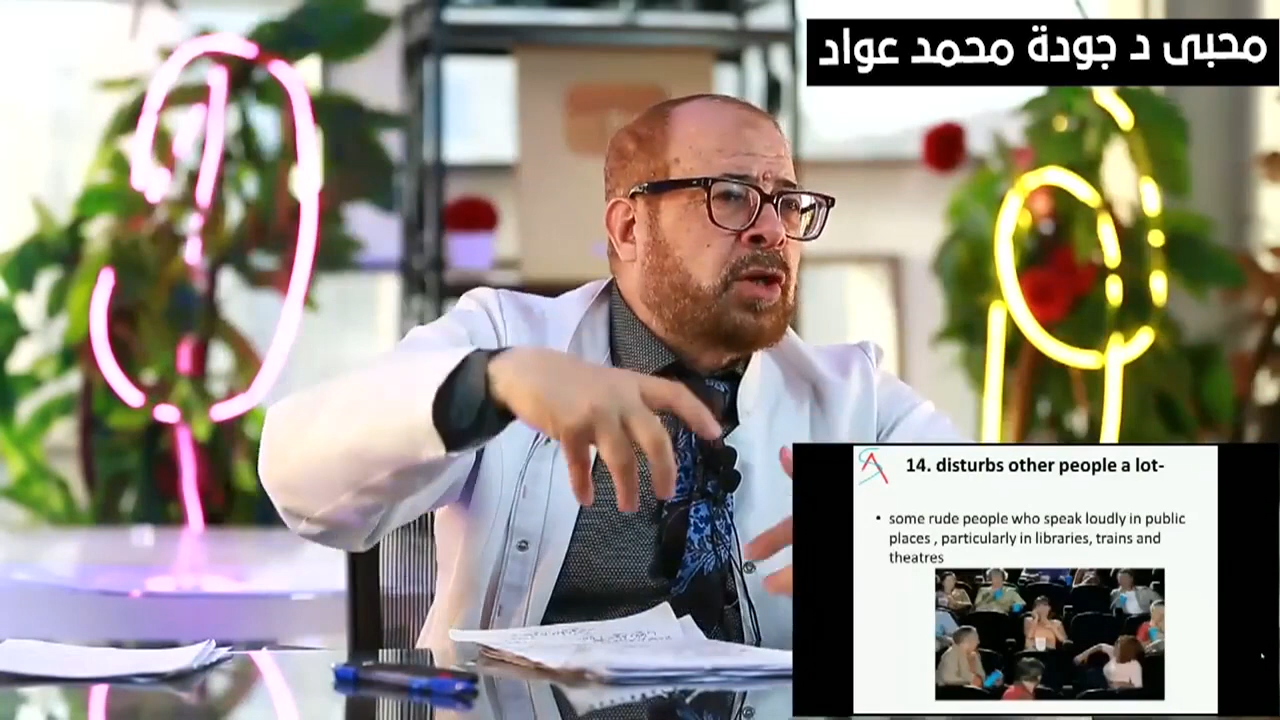 محبى د جودة محمد عواد
14. disturbs other people a lot-
• some rude people who speak loudly in public
places , particularly in libraries, trains and
theatres